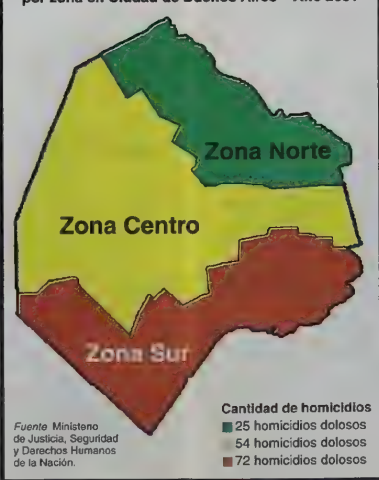 por zona en Ciudad de Buenos Aires - Año 2001
Zona Norte
Zona Centro
Zona Sur
Cantidad de homicidios
25 homicidios dolosos
54 homicidios dolosos
72 homicidios dolosos
Fuente Ministerio
de Justicia, Seguridad
y Derechos Humanos
de la Nación.